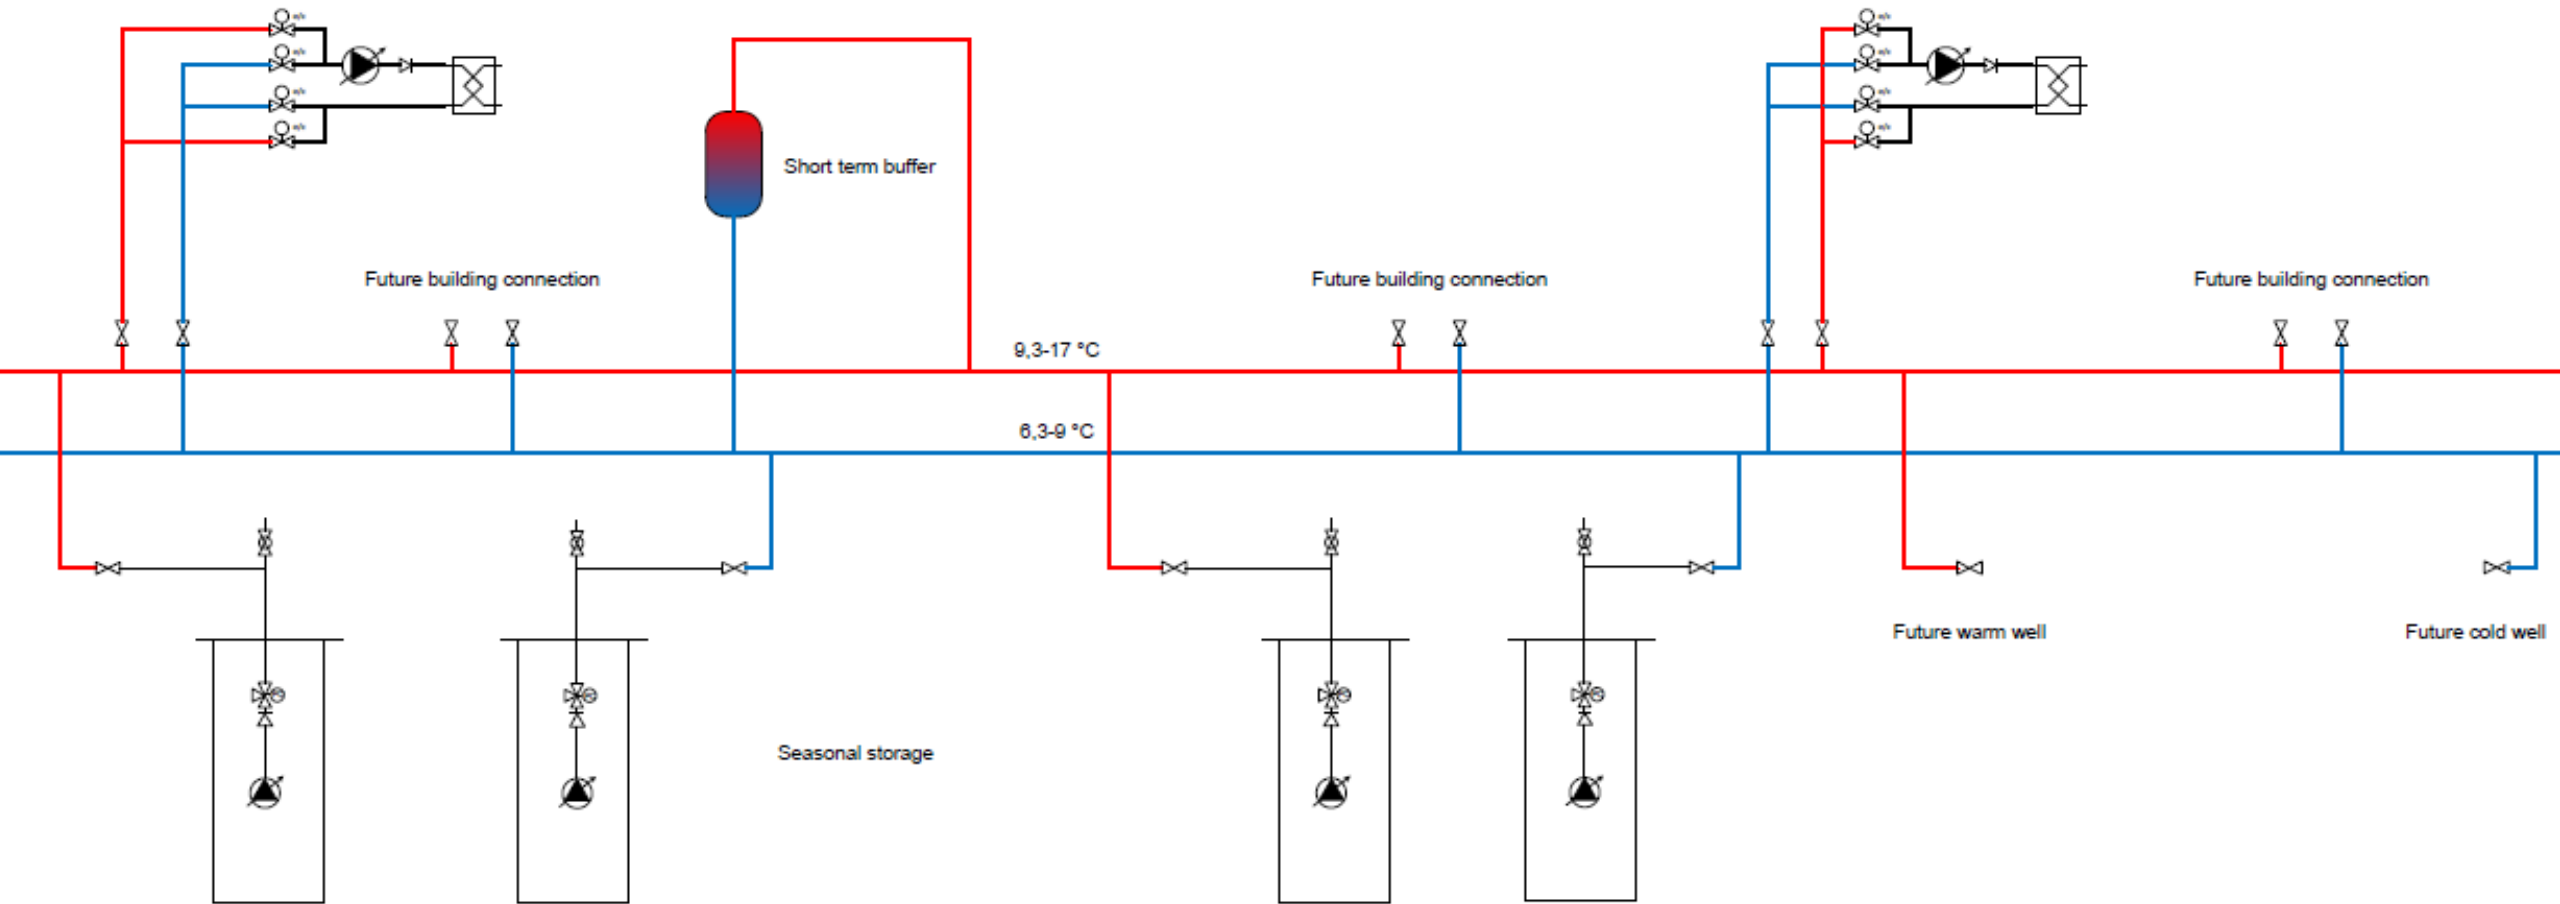 Short term buffer
Future building connection
Future building connection
Future building connection
9,3-17 °C
6,3-9 °C
Future warm well
Future cold well
Seasonal storage